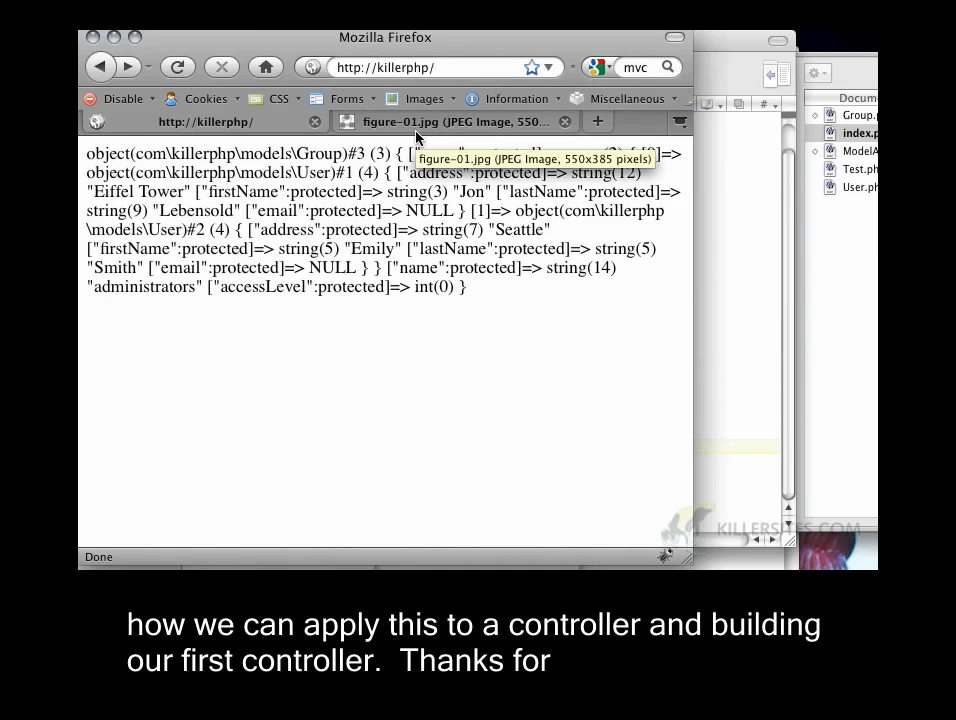 Mozilla Firefox
http://killerphp/
mvc
Disable Cookies CSS Forms Images Information Miscellaneous
http://killerphp/ figure-01.jpg (JPEG Image, 550...
figure-01.jpg (JPEG Image, 550x385 pixels)
object(com\killerphp\models\Group)#3 (3) { [0]=>
object(com\killerphp\models\User)#1 (4) { ["address":protected]=> string(12)
"Eiffel Tower" ["firstName":protected]=> string(3) "Jon" ["lastName":protected]=>
string(9) "Lebensold" ["email":protected]=> NULL } [1]=> object(com\killerphp
\models\User)#2 (4) { ["address":protected]=> string(7) "Seattle"
["firstName":protected]=> string(5) "Emily" ["lastName":protected]=> string(5)
"Smith" ["email":protected]=> NULL } } ["name":protected]=> string(14)
"administrators" ["accessLevel":protected]=> int(0) }
Done
#
Docum
Group.p
index.p
ModelA
Test.ph
User.ph
KILLERSITES.COM
how we can apply this to a controller and building
our first controller. Thanks for